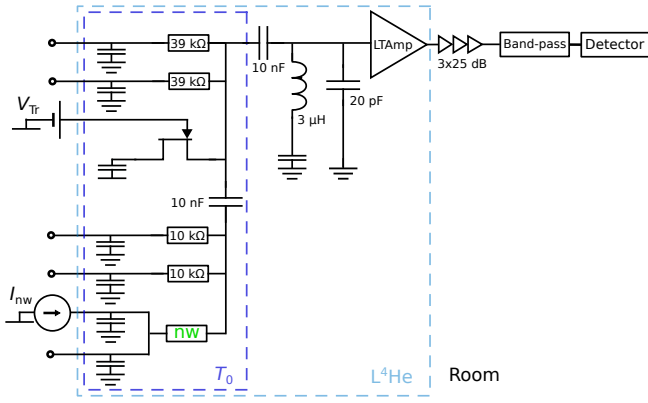 39 kΩ
10 nF
LTAmp
3x25 dB
Band-pass
Detector
39 kΩ
20 pF
3 µH
V_Tr
10 nF
10 kΩ
10 kΩ
I_nw
nw
T_0
L⁴He
Room